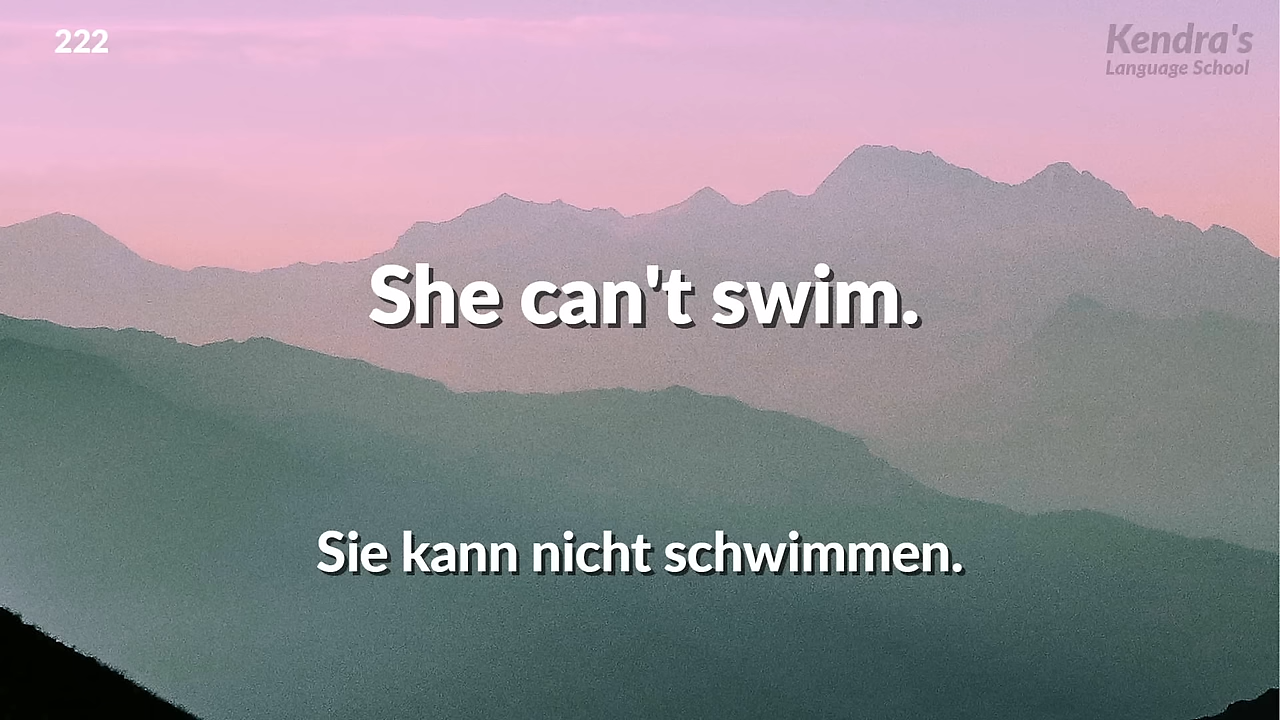 222
Kendra's
Language School
She can't swim.
Sie kann nicht schwimmen.